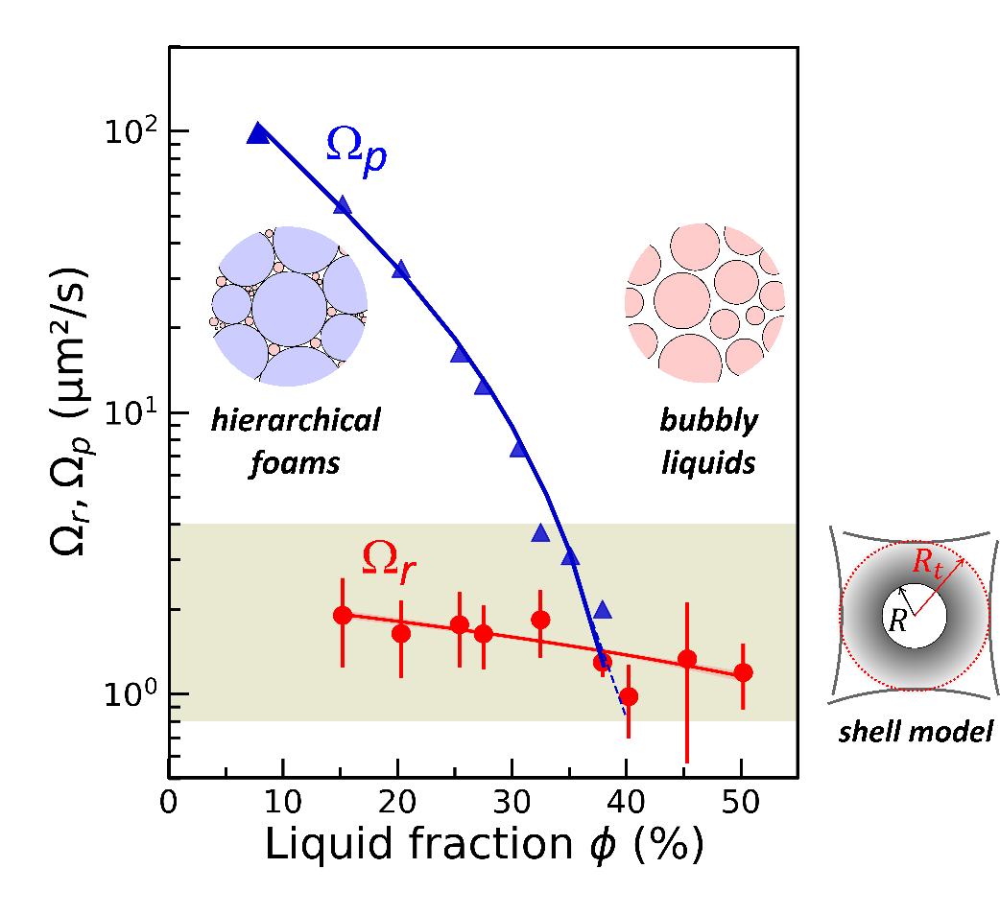 10²
10¹
10⁰
Ωᵣ, Ωₚ (µm²/s)
Ωₚ
hierarchical
foams
bubbly
liquids
Ωᵣ
0 10 20 30 40 50
Liquid fraction ϕ (%)
Rₜ
R
shell model